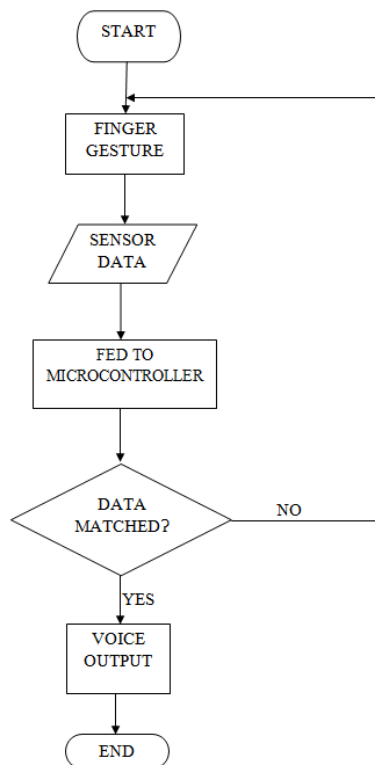 START
FINGER
GESTURE
SENSOR
DATA
FED TO
MICROCONTROLLER
DATA
MATCHED?
NO
YES
VOICE
OUTPUT
END